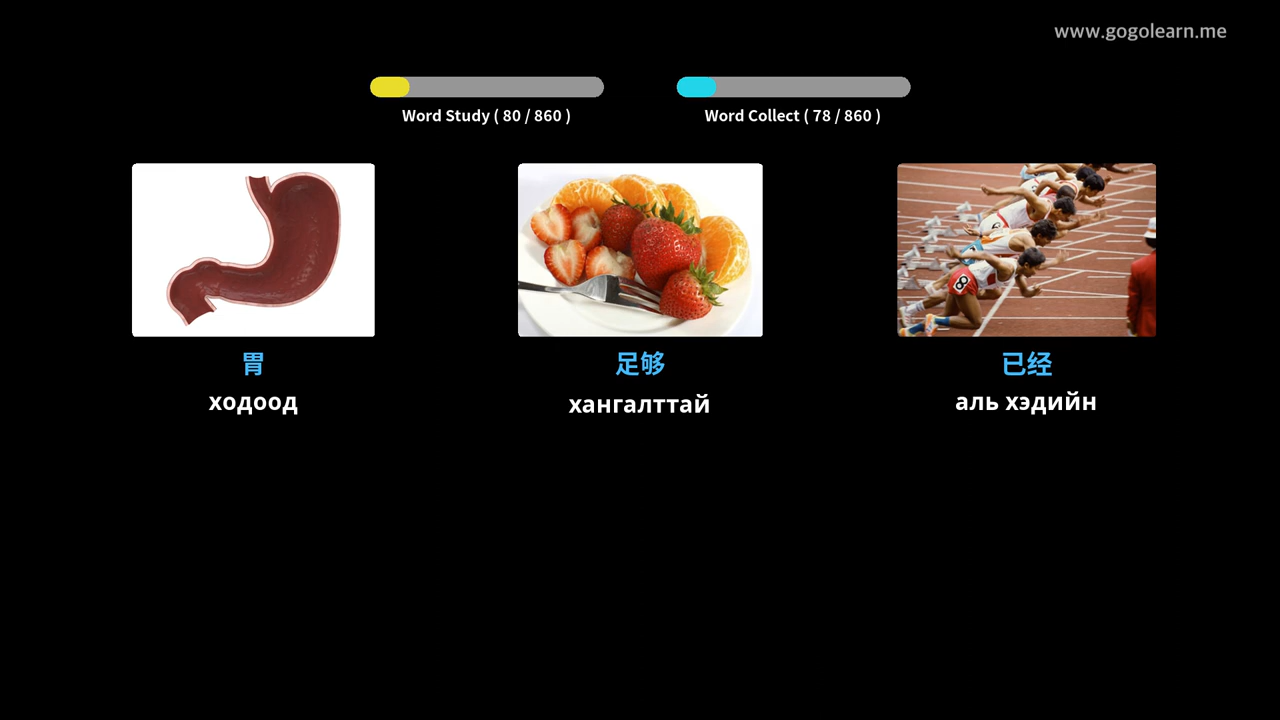 www.gogolearn.me
Word Study ( 80 / 860 )
Word Collect ( 78 / 860 )
胃
ходоод
足够
хангалттай
已经
аль хэдийн